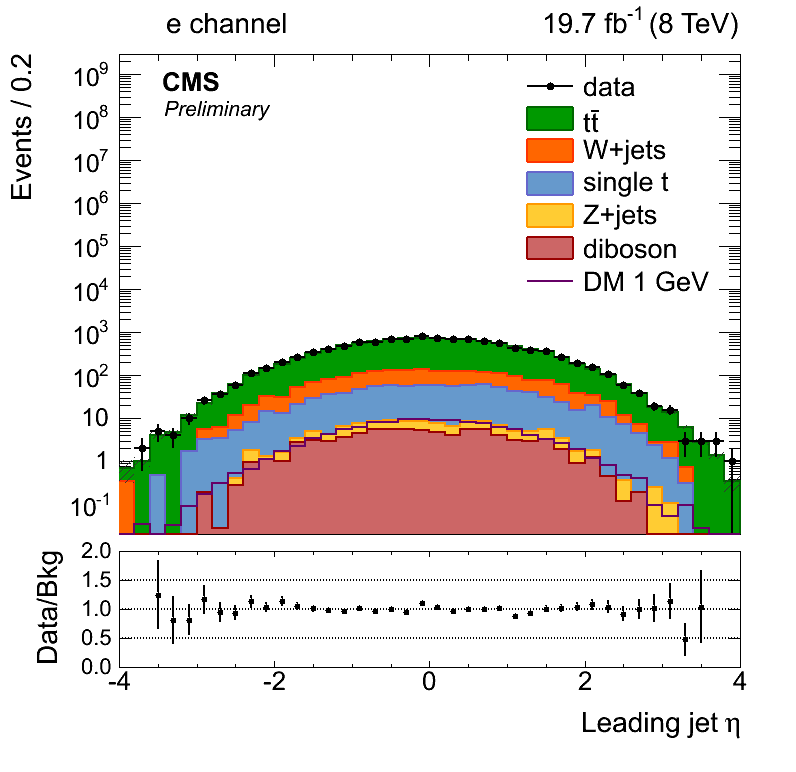 e channel
19.7 fb⁻¹ (8 TeV)
Events / 0.2
CMS
Preliminary
data
tt̄
W+jets
single t
Z+jets
diboson
DM 1 GeV
10⁹
10⁸
10⁷
10⁶
10⁵
10⁴
10³
10²
10
1
10⁻¹
Data/Bkg
2.0
1.5
1.0
0.5
0.0
-4 -2 0 2 4
Leading jet η